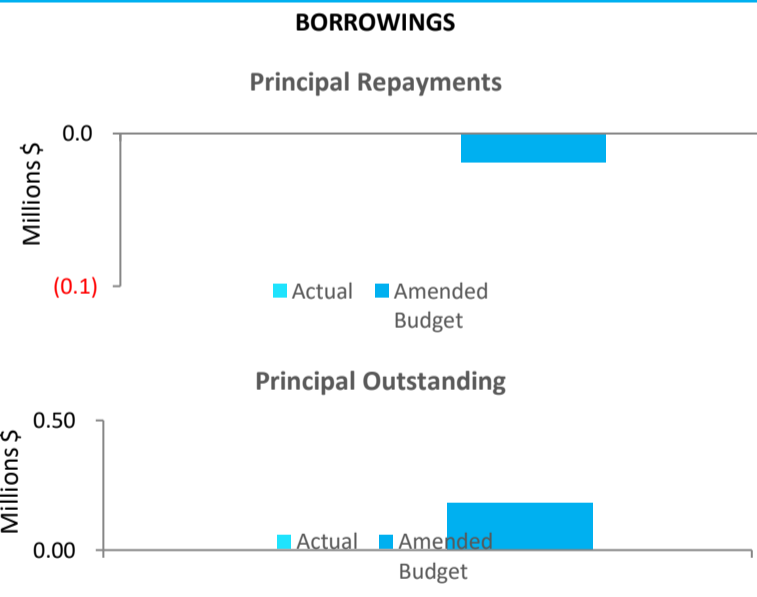 BORROWINGS
Principal Repayments
0.0
Millions $
(0.1)
Actual
Amended
Budget
Principal Outstanding
0.50
Millions $
0.00
Actual
Amended
Budget